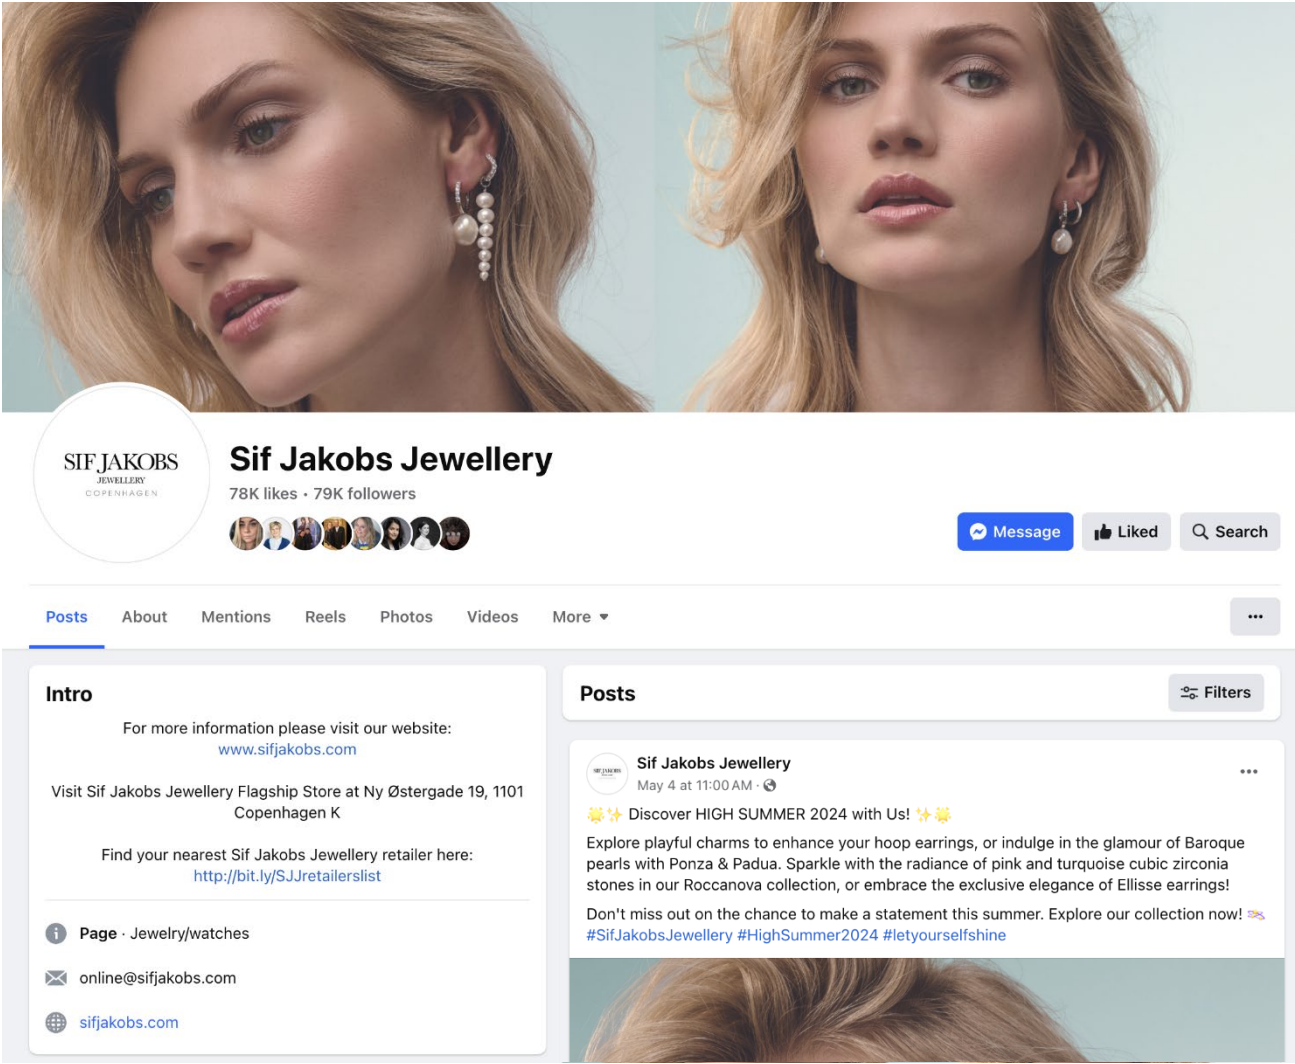 SIF JAKOBS
JEWELLERY
COPENHAGEN
Sif Jakobs Jewellery
78K likes • 79K followers
Message
Liked
Search
Posts
About
Mentions
Reels
Photos
Videos
More
Intro
For more information please visit our website:
www.sifjakobs.com
Visit Sif Jakobs Jewellery Flagship Store at Ny Østergade 19, 1101
Copenhagen K
Find your nearest Sif Jakobs Jewellery retailer here:
http://bit.ly/SJJretailerslist
Page · Jewelry/watches
online@sifjakobs.com
sifjakobs.com
Posts
Filters
SIF JAKOBS
Sif Jakobs Jewellery
May 4 at 11:00 AM ·
🌟✨ Discover HIGH SUMMER 2024 with Us! ✨🌟
Explore playful charms to enhance your hoop earrings, or indulge in the glamour of Baroque
pearls with Ponza & Padua. Sparkle with the radiance of pink and turquoise cubic zirconia
stones in our Roccanova collection, or embrace the exclusive elegance of Ellisse earrings!
Don't miss out on the chance to make a statement this summer. Explore our collection now!
#SifJakobsJewellery #HighSummer2024 #letyourselfshine